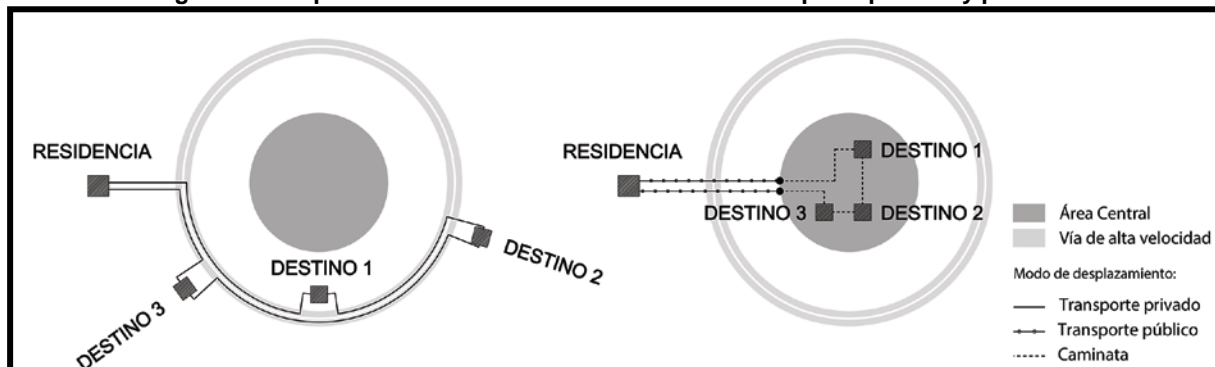 RESIDENCIA
DESTINO 1
DESTINO 2
DESTINO 3
RESIDENCIA
DESTINO 1
DESTINO 3
DESTINO 2
Área Central
Vía de alta velocidad
Modo de desplazamiento:
Transporte privado
Transporte público
Caminata